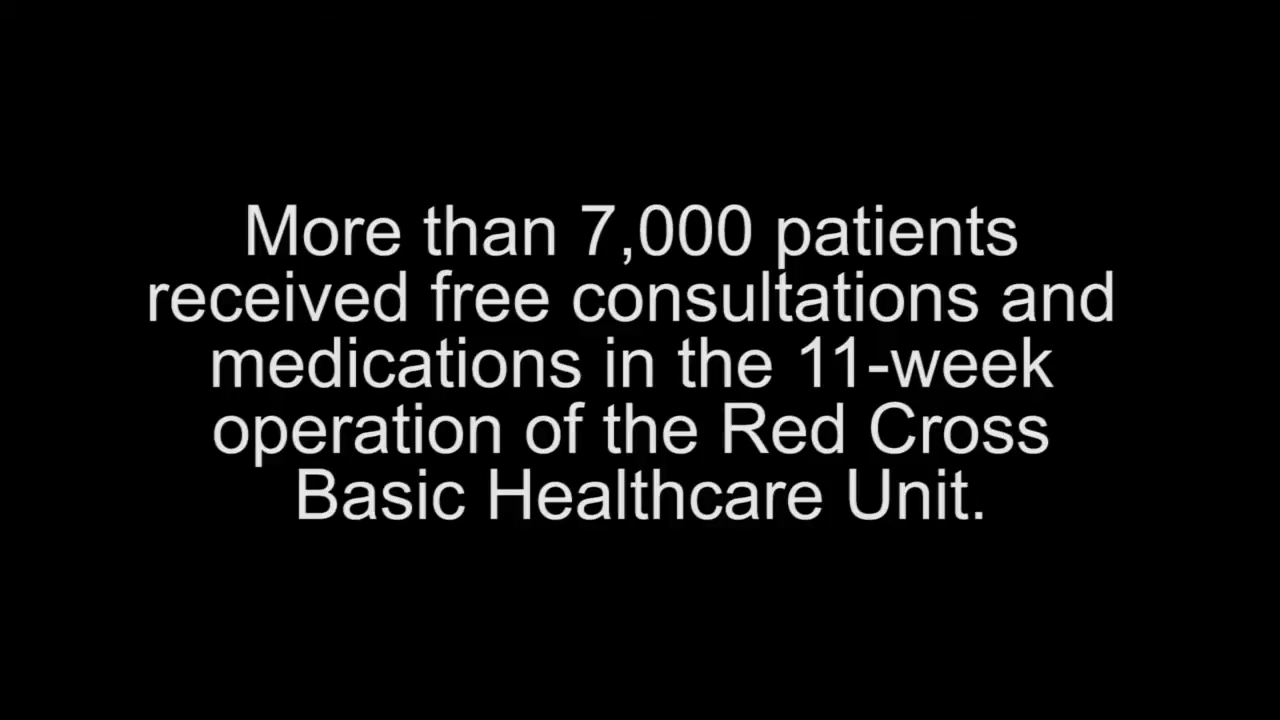 More than 7,000 patients
received free consultations and
medications in the 11-week
operation of the Red Cross
Basic Healthcare Unit.